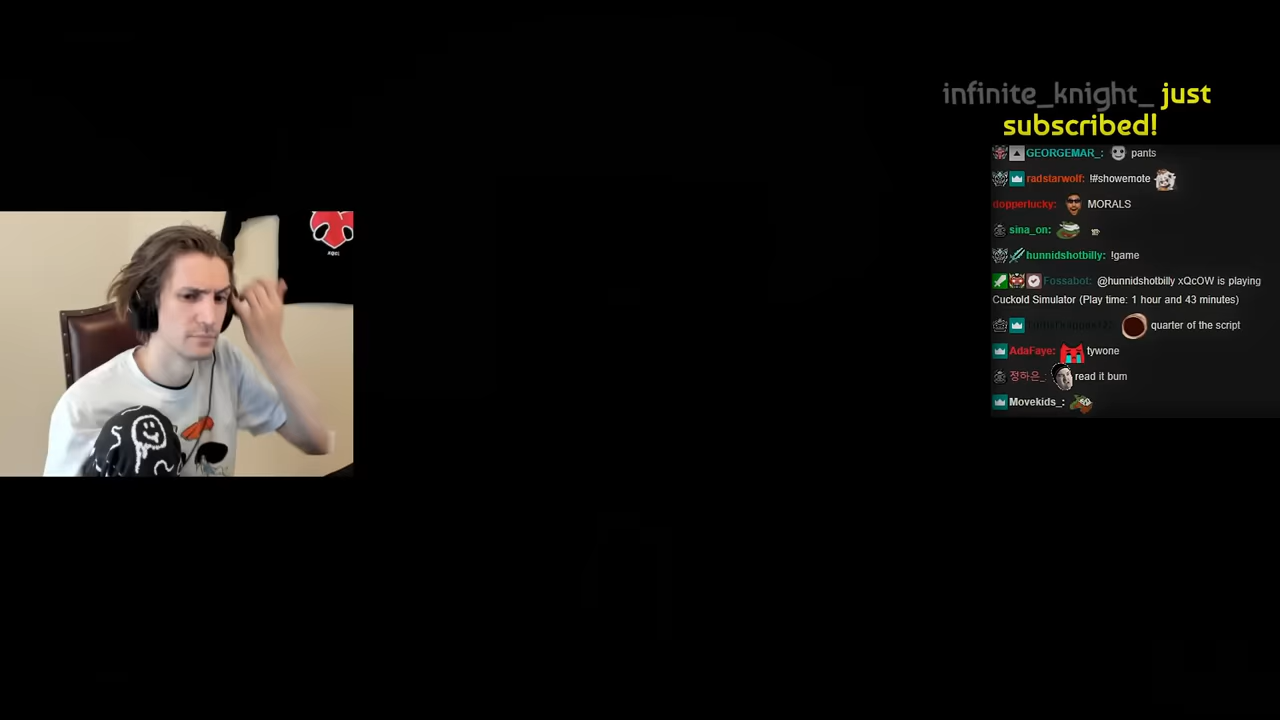 infinite_knight_ just
subscribed!
GEORGEMAR_: pants
radstarwolf: !#showemote
dopperlucky: MORALS
sina_on:
hunnidshotbilly: !game
Fossabot: @hunnidshotbilly xQcOW is playing
Cuckold Simulator (Play time: 1 hour and 43 minutes)
quarter of the script
AdaFaye: tywone
정하은_: read it bum
Movekids_: